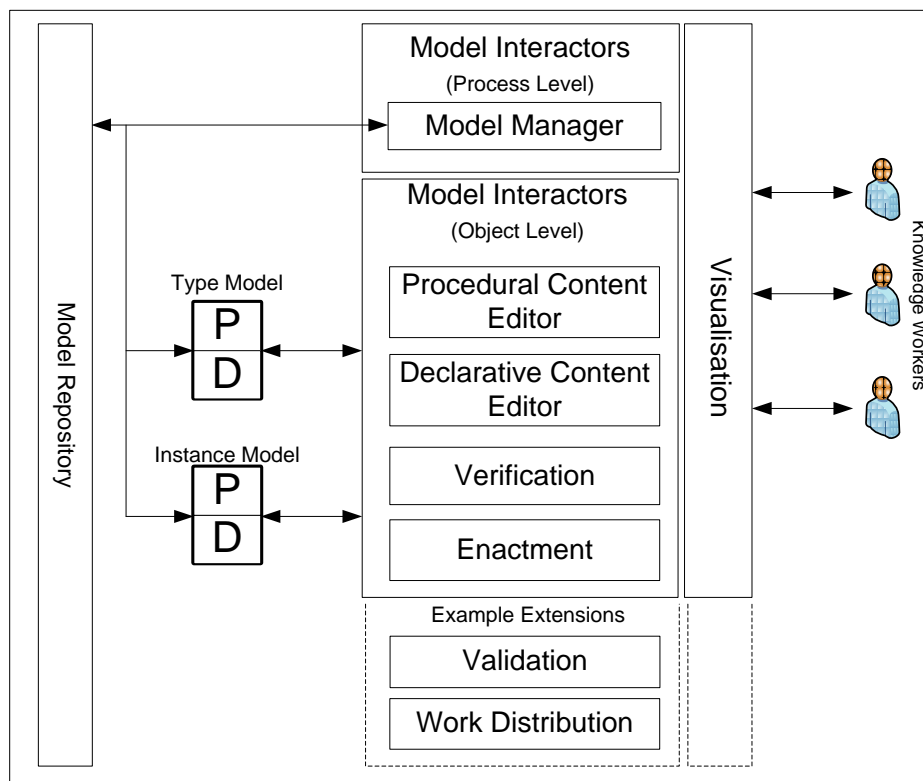 Model Repository
Model Interactors
(Process Level)
Model Manager
Model Interactors
(Object Level)
Procedural Content
Editor
Declarative Content
Editor
Verification
Enactment
Example Extensions
Validation
Work Distribution
Type Model
P
D
Instance Model
P
D
Visualisation
Knowledge Workers